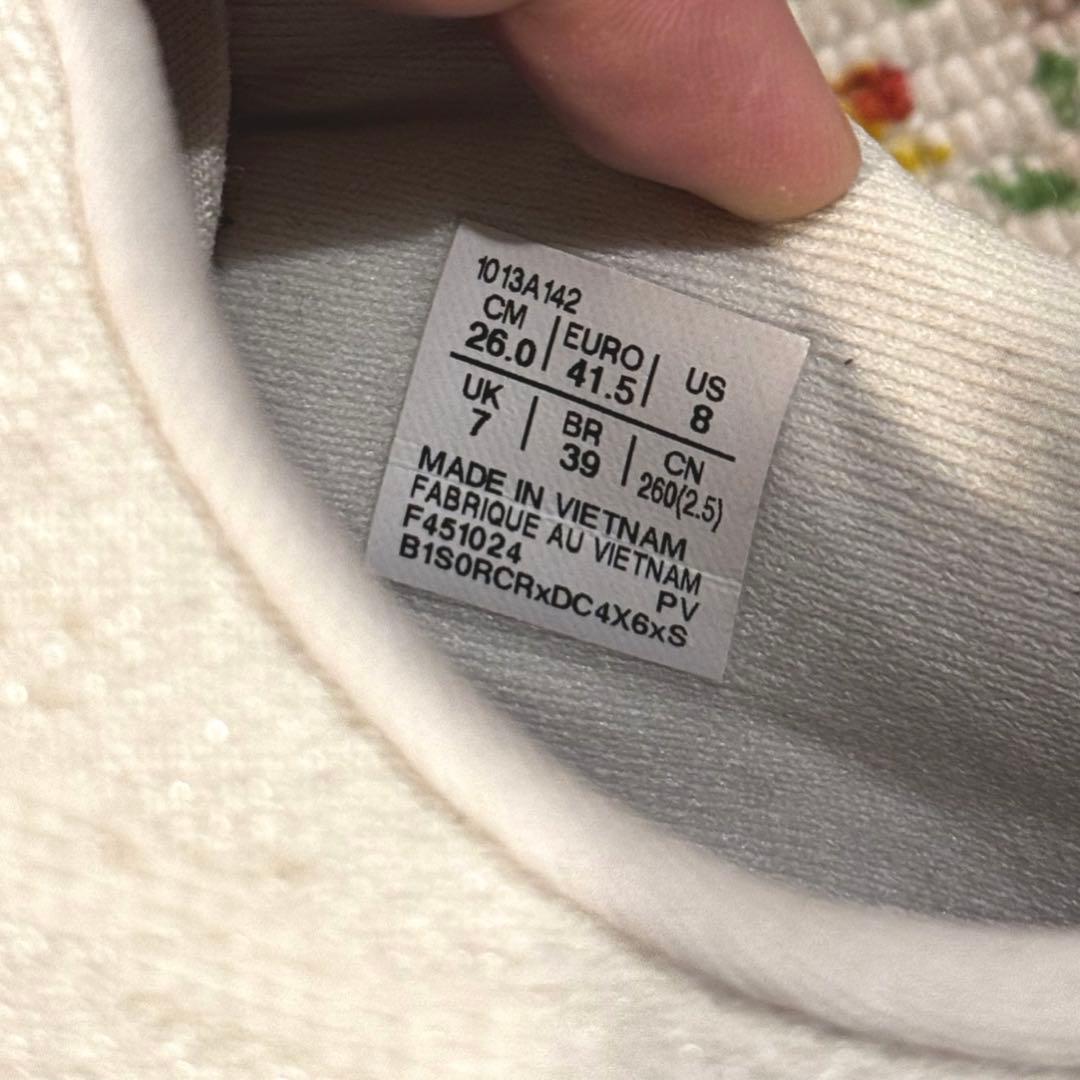 1013A142
CM | EURO | US
26.0 | 41.5 | 8
UK | BR | CN
7 | 39 | 260(2.5)
MADE IN VIETNAM
FABRIQUE AU VIETNAM
F451024 PV
B1S0RCRxDC4X6xS